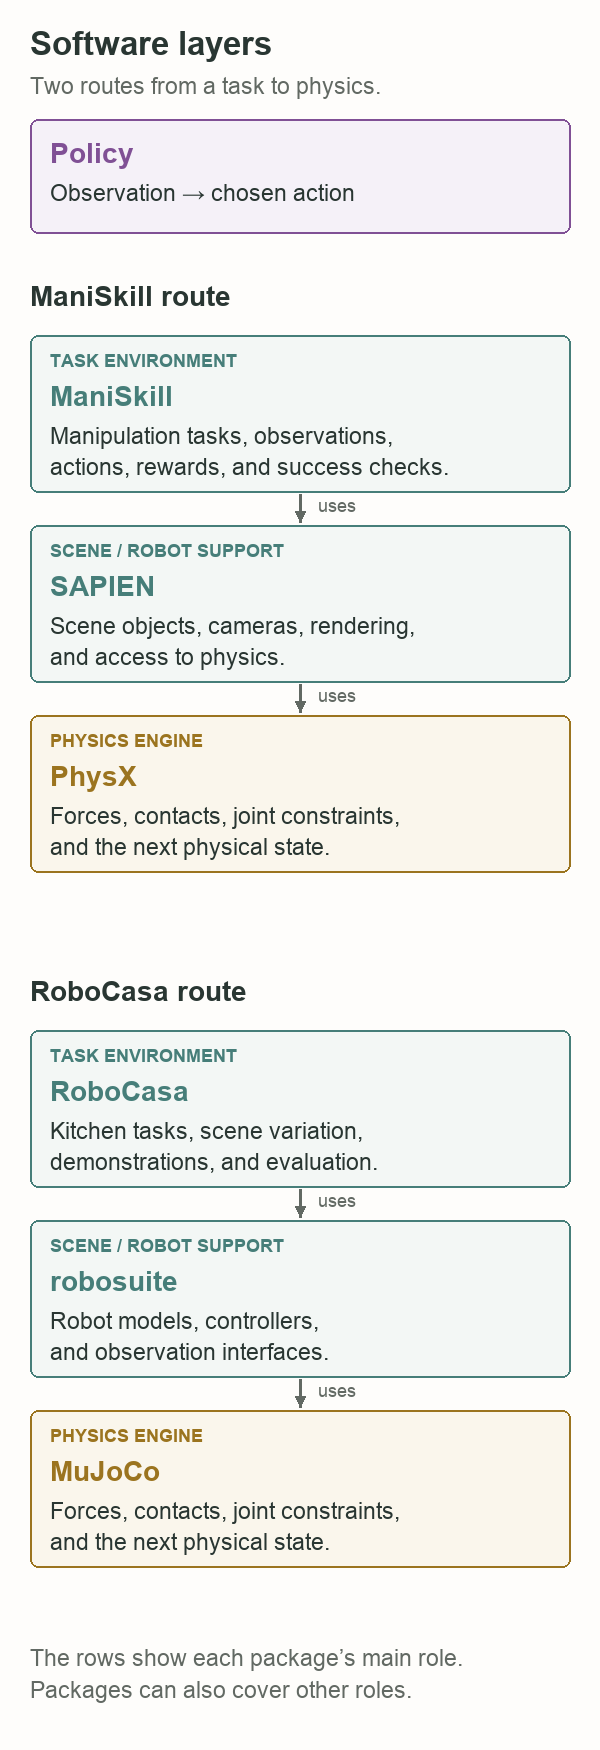 Software layers
Two routes from a task to physics.
Policy
Observation → chosen action
ManiSkill route
TASK ENVIRONMENT
ManiSkill
Manipulation tasks, observations,
actions, rewards, and success checks.
uses
SCENE / ROBOT SUPPORT
SAPIEN
Scene objects, cameras, rendering,
and access to physics.
uses
PHYSICS ENGINE
PhysX
Forces, contacts, joint constraints,
and the next physical state.
RoboCasa route
TASK ENVIRONMENT
RoboCasa
Kitchen tasks, scene variation,
demonstrations, and evaluation.
uses
SCENE / ROBOT SUPPORT
robosuite
Robot models, controllers,
and observation interfaces.
uses
PHYSICS ENGINE
MuJoCo
Forces, contacts, joint constraints,
and the next physical state.
The rows show each package’s main role.
Packages can also cover other roles.